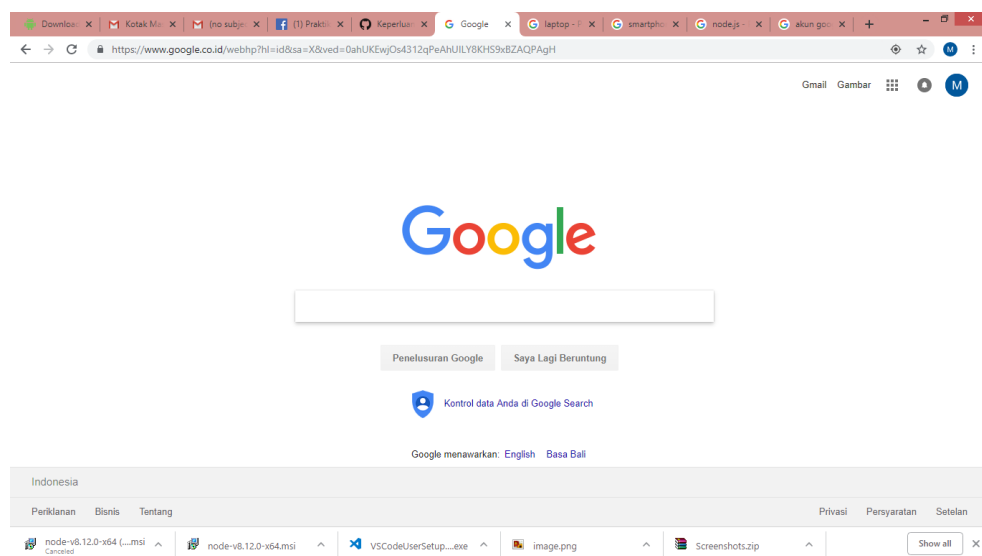 Download Kotak Mas (no subje (1) Praktik Keperluan Google laptop - P smartpho node.js - akun goo
https://www.google.co.id/webhp?hl=id&sa=X&ved=0ahUKEwjOs4312qPeAhUILY8KHS9xBZAQPAgH M
Gmail Gambar M
Google
Penelusuran Google Saya Lagi Beruntung
Kontrol data Anda di Google Search
Google menawarkan: English Basa Bali
Indonesia
Periklanan Bisnis Tentang Privasi Persyaratan Setelan
node-v8.12.0-x64 (....msi node-v8.12.0-x64.msi VSCodeUserSetup....exe image.png Screenshots.zip Show all
Canceled